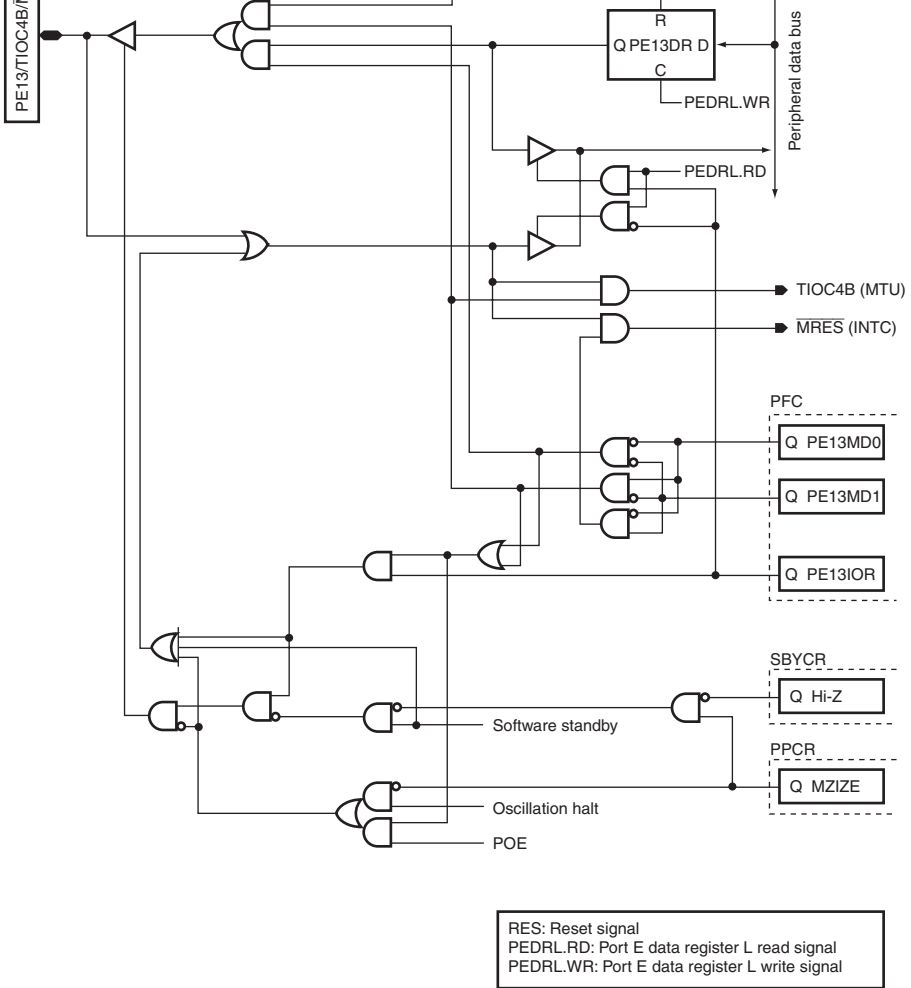 PE13/TIOC4B/
R
Q PE13DR D
C
PEDRL.WR
Peripheral data bus
PEDRL.RD
TIOC4B (MTU)
MRES (INTC)
PFC
Q PE13MD0
Q PE13MD1
Q PE13IOR
SBYCR
Q Hi-Z
Software standby
PPCR
Q MZIZE
Oscillation halt
POE
RES: Reset signal
PEDRL.RD: Port E data register L read signal
PEDRL.WR: Port E data register L write signal